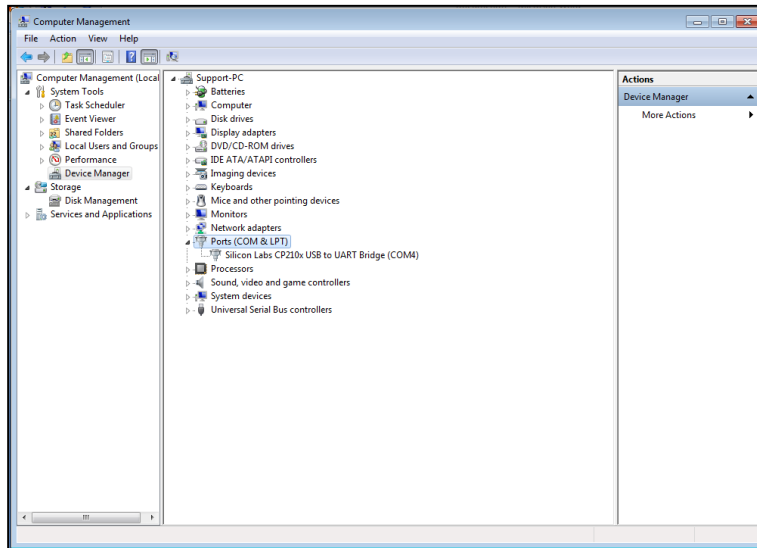 Computer Management
File Action View Help
Computer Management (Local
System Tools
Task Scheduler
Event Viewer
Shared Folders
Local Users and Groups
Performance
Device Manager
Storage
Disk Management
Services and Applications
Support-PC
Batteries
Computer
Disk drives
Display adapters
DVD/CD-ROM drives
IDE ATA/ATAPI controllers
Imaging devices
Keyboards
Mice and other pointing devices
Monitors
Network adapters
Ports (COM & LPT)
Silicon Labs CP210x USB to UART Bridge (COM4)
Processors
Sound, video and game controllers
System devices
Universal Serial Bus controllers
Actions
Device Manager
More Actions